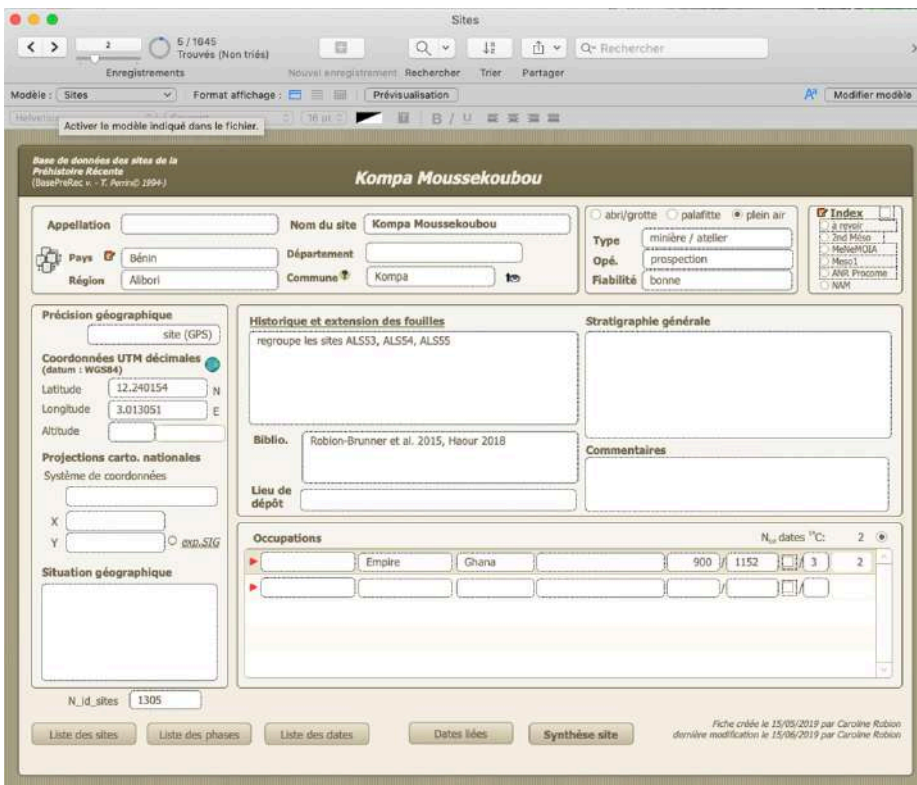 Sites
2
5 / 1645
Trouvés (Non triés)
Rechercher
Enregistrements
Nouvel enregistrement
Rechercher
Trier
Partager
Modèle :
Sites
Format affichage :
Prévisualisation
Aa
Modifier modèle
16 pt
B I U
Activer le modèle indiqué dans le fichier.
Base de données des sites de la
Préhistoire Récente
(BasePreRec v. - T. Perrin© 1994-)
Kompa Moussekoubou
Appellation
Nom du site
Kompa Moussekoubou
Pays
Bénin
Département
Région
Alibori
Commune
Kompa
abri/grotte
palafitte
plein air
Type
minière / atelier
Opé.
prospection
Fiabilité
bonne
Index
à revoir
2nd Méso
MeNeMOIA
Meso1
ANR Procome
NAM
Précision géographique
site (GPS)
Coordonnées UTM décimales
(datum : WGS84)
Latitude
12.240154
N
Longitude
3.013051
E
Altitude
Projections carto. nationales
Système de coordonnées
X
Y
exp.SIG
Situation géographique
Historique et extension des fouilles
regroupe les sites ALS53, ALS54, ALS55
Biblio.
Robion-Brunner et al. 2015, Haour 2018
Lieu de
dépôt
Stratigraphie générale
Commentaires
Occupations
dates 14C:
2
Empire
Ghana
900 / 1152 / 3
2
/ /
N_id_sites
1305
Liste des sites
Liste des phases
Liste des dates
Dates liées
Synthèse site
Fiche créée le 15/05/2019 par Caroline Robion
dernière modification le 15/06/2019 par Caroline Robion